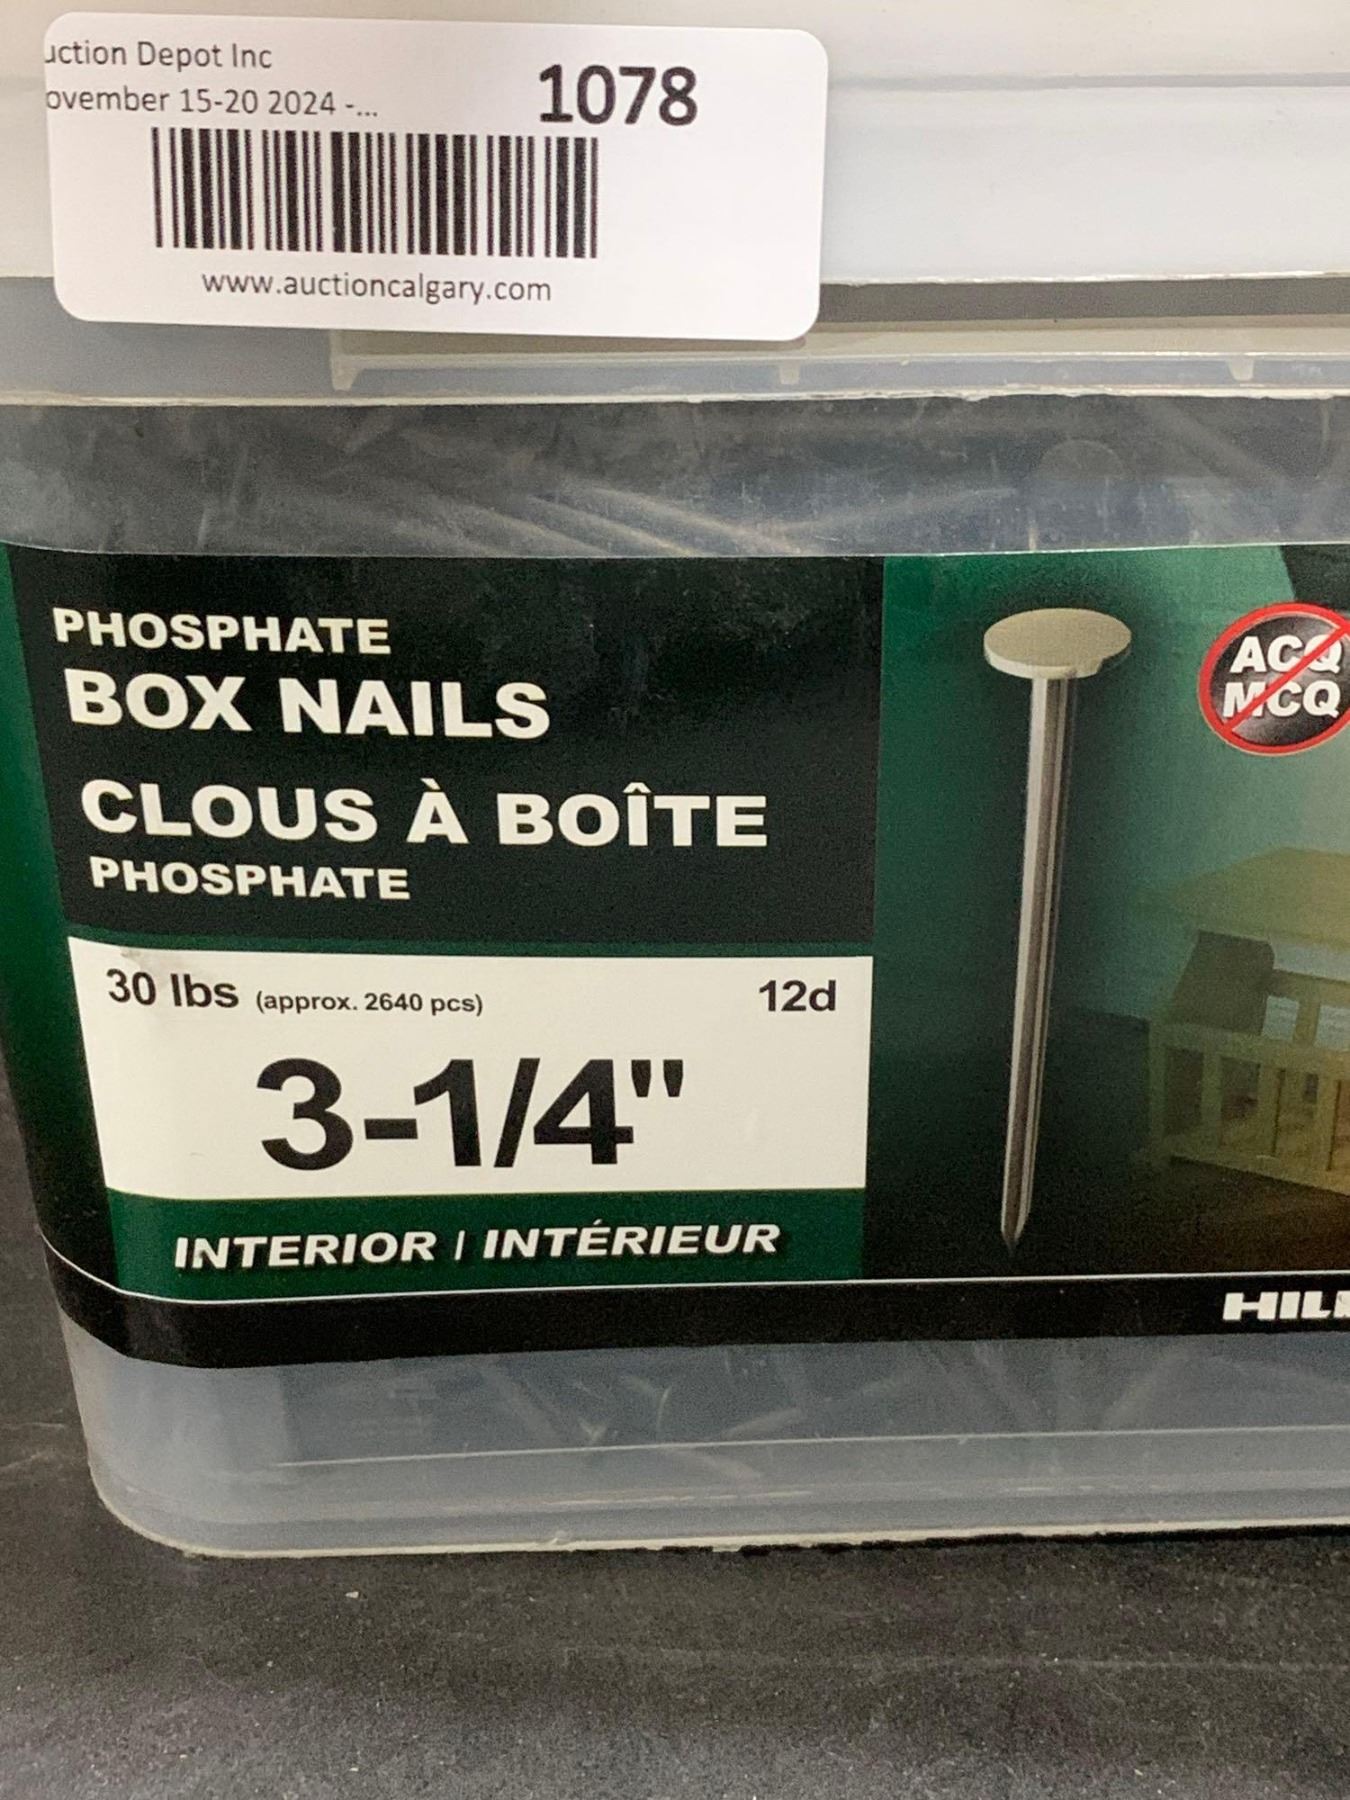 uction Depot Inc
ovember 15-20 2024 -...
1078
www.auctioncalgary.com
PHOSPHATE
BOX NAILS
CLOUS À BOÎTE
PHOSPHATE
30 lbs (approx. 2640 pcs) 12d
3-1/4"
INTERIOR | INTÉRIEUR
ACQ
MCQ
HIL